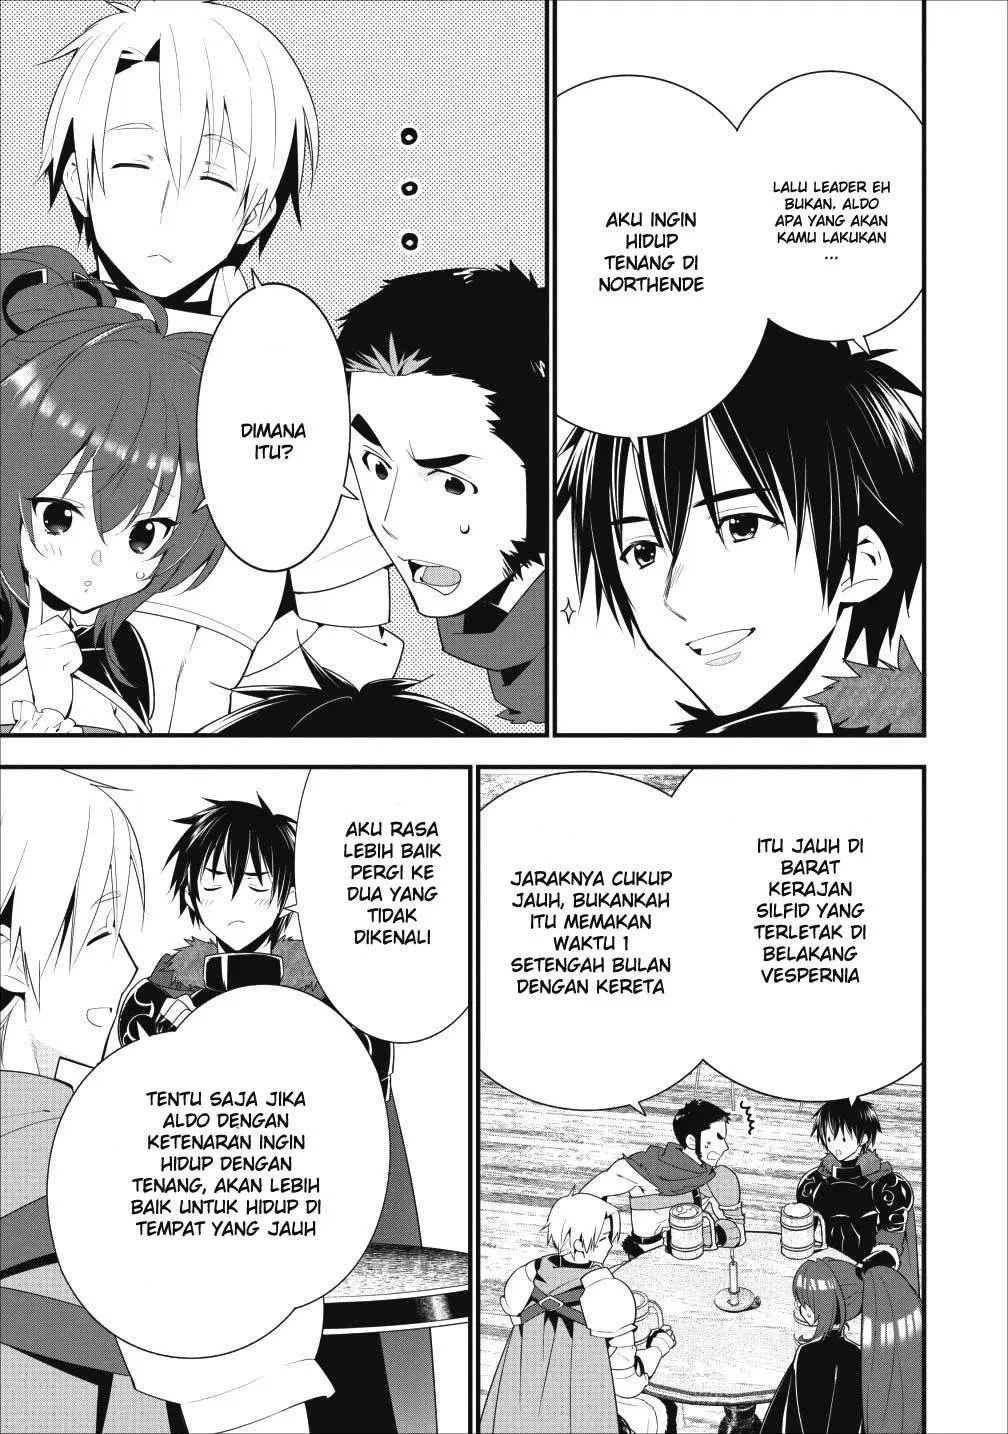 LALU LEADER EH
BUKAN. ALDO
APA YANG AKAN
KAMU LAKUKAN
...
AKU INGIN
HIDUP
TENANG DI
NORTHENDE
DIMANA
ITU?
ITU JAUH DI
BARAT
KERAJAN
SILFID YANG
TERLETAK DI
BELAKANG
VESPERNIA
JARAKNYA CUKUP
JAUH, BUKANKAH
ITU MEMAKAN
WAKTU 1
SETENGAH BULAN
DENGAN KERETA
AKU RASA
LEBIH BAIK
PERGI KE
DUA YANG
TIDAK
DIKENALI
TENTU SAJA JIKA
ALDO DENGAN
KETENARAN INGIN
HIDUP DENGAN
TENANG, AKAN LEBIH
BAIK UNTUK HIDUP DI
TEMPAT YANG JAUH